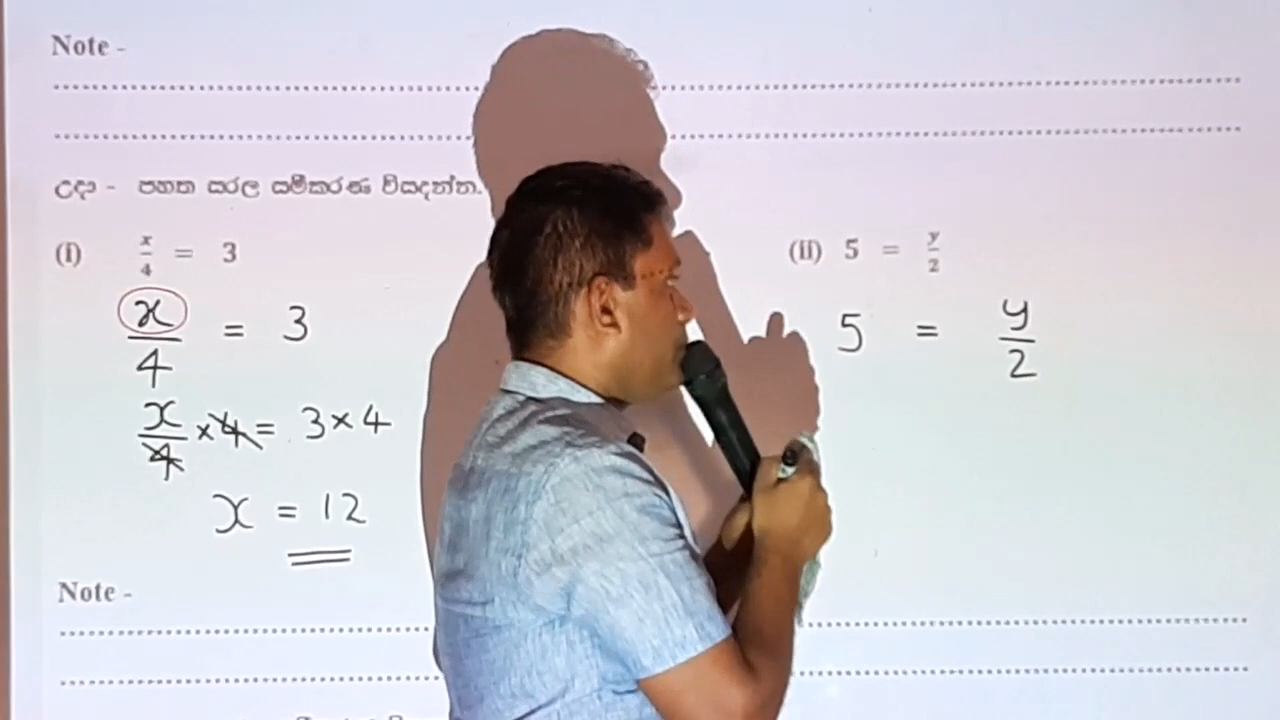 Note -
උදා - පහත සරල සමීකරණ විසඳන්න.
(i) x/4 = 3
(ii) 5 = y/2
x/4 = 3
5 = y/2
x/4 × 4 = 3 × 4
x = 12
Note -